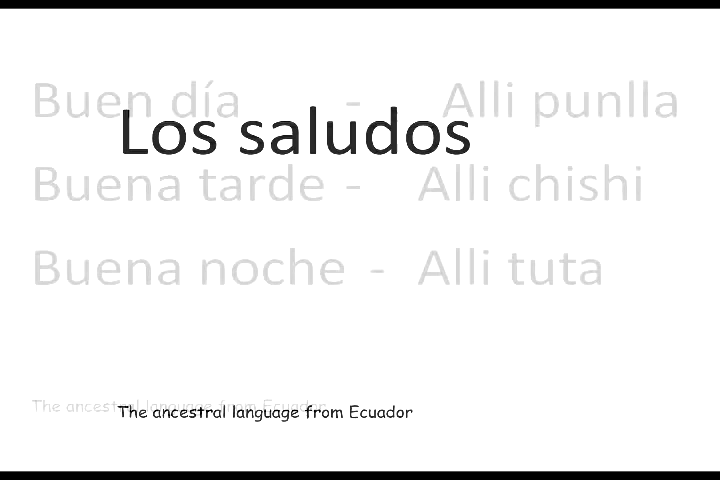 Buen día - Alli punlla
Los saludos
Buena tarde - Alli chishi
Buena noche - Alli tuta
The ancestral language from Ecuador
The ancestral language from Ecuador